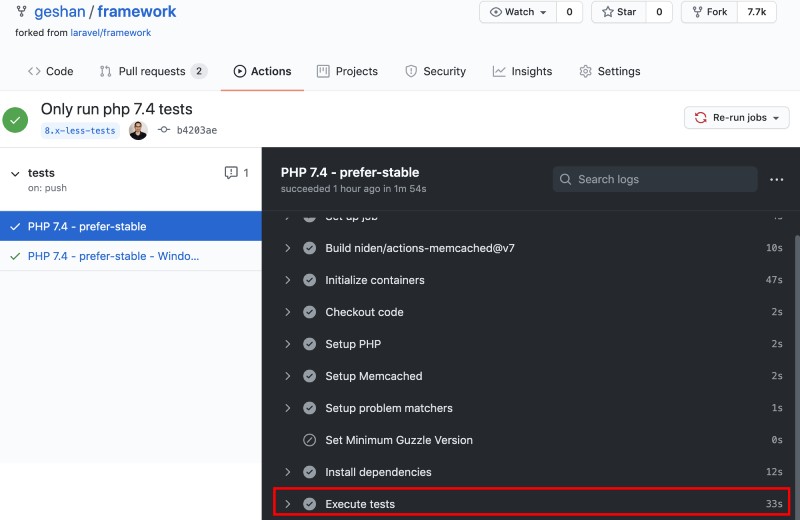 geshan / framework
Watch 0 Star 0 Fork 7.7k
forked from laravel/framework
Code Pull requests 2 Actions Projects Security Insights Settings
Only run php 7.4 tests
8.x-less-tests b4203ae
Re-run jobs
tests 1
on: push
PHP 7.4 - prefer-stable
PHP 7.4 - prefer-stable - Windo...
PHP 7.4 - prefer-stable
succeeded 1 hour ago in 1m 54s
Search logs
Set up job
Build niden/actions-memcached@v7 10s
Initialize containers 47s
Checkout code 2s
Setup PHP 2s
Setup Memcached 2s
Setup problem matchers 1s
Set Minimum Guzzle Version 0s
Install dependencies 12s
Execute tests 33s